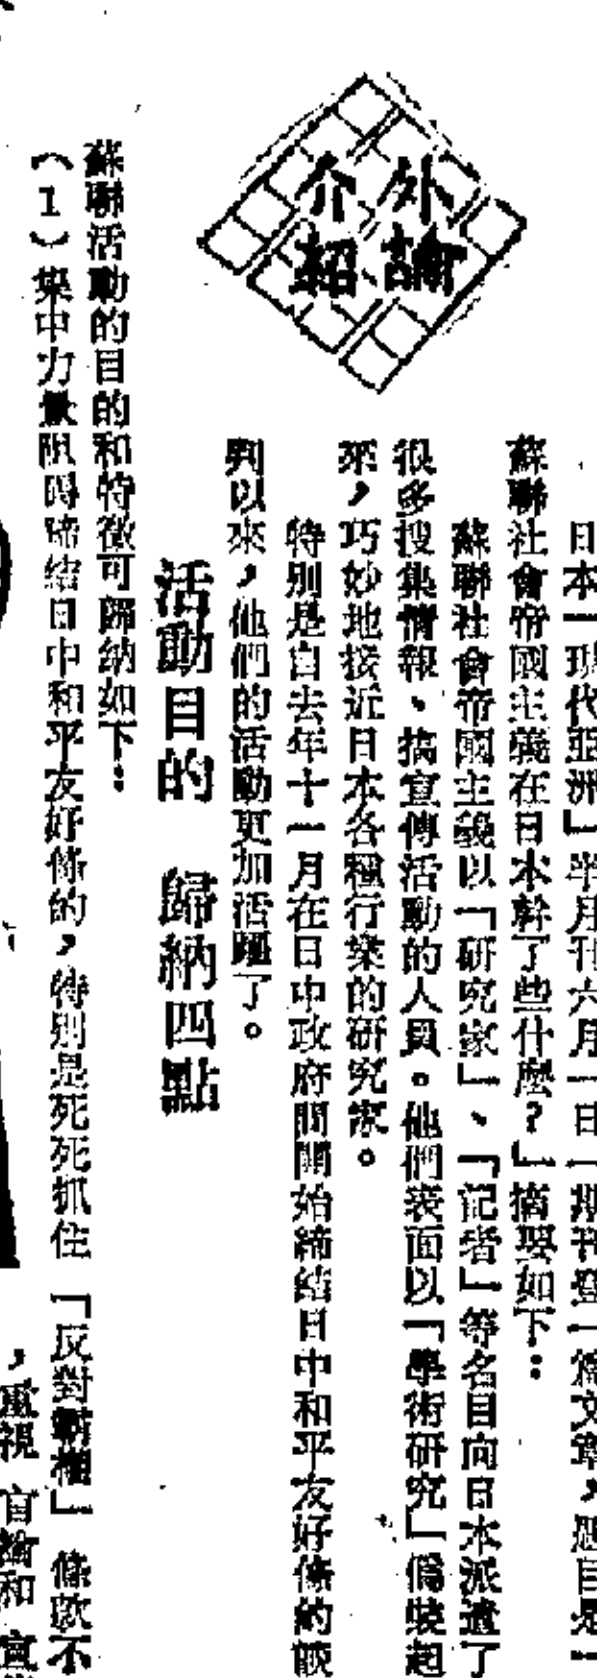 外論
介紹
日本「現代亞洲」半月刊六月一日一期刊登一篇文章，題目是「
蘇聯社會帝國主義在日本幹了些什麼？」摘要如下：
蘇聯社會帝國主義以「研究家」、「記者」等名目向日本派遣了
很多搜集情報、搞宣傳活動的人員。他們表面以「學術研究」僞裝起
來，巧妙地接近日本各種行業的研究家。
特別是自去年十一月在日中政府間開始締結日中和平友好條約談
判以來，他們的活動更加活躍了。
活動目的 歸納四點
蘇聯活動的目的和特徵可歸納如下：
（1）集中力量阻碍締結日中和平友好條約，特別是死死抓住「反對霸權」條款不
，重視
和宣